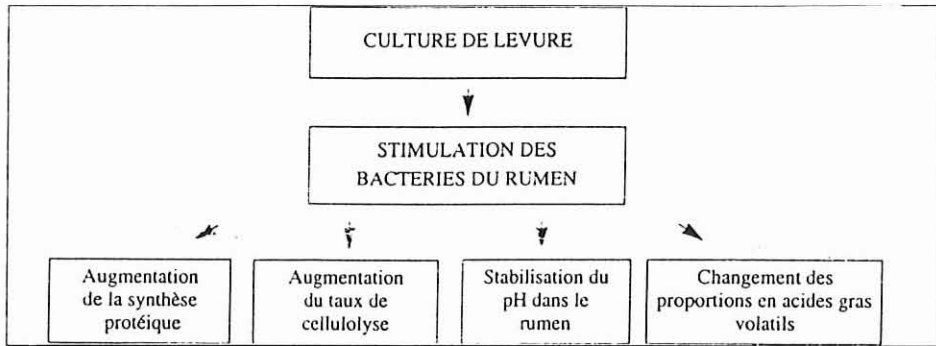 CULTURE DE LEVURE
STIMULATION DES
BACTERIES DU RUMEN
Augmentation
de la synthèse
protéique
Augmentation
du taux de
cellulolyse
Stabilisation du
pH dans le
rumen
Changement des
proportions en acides gras
volatils